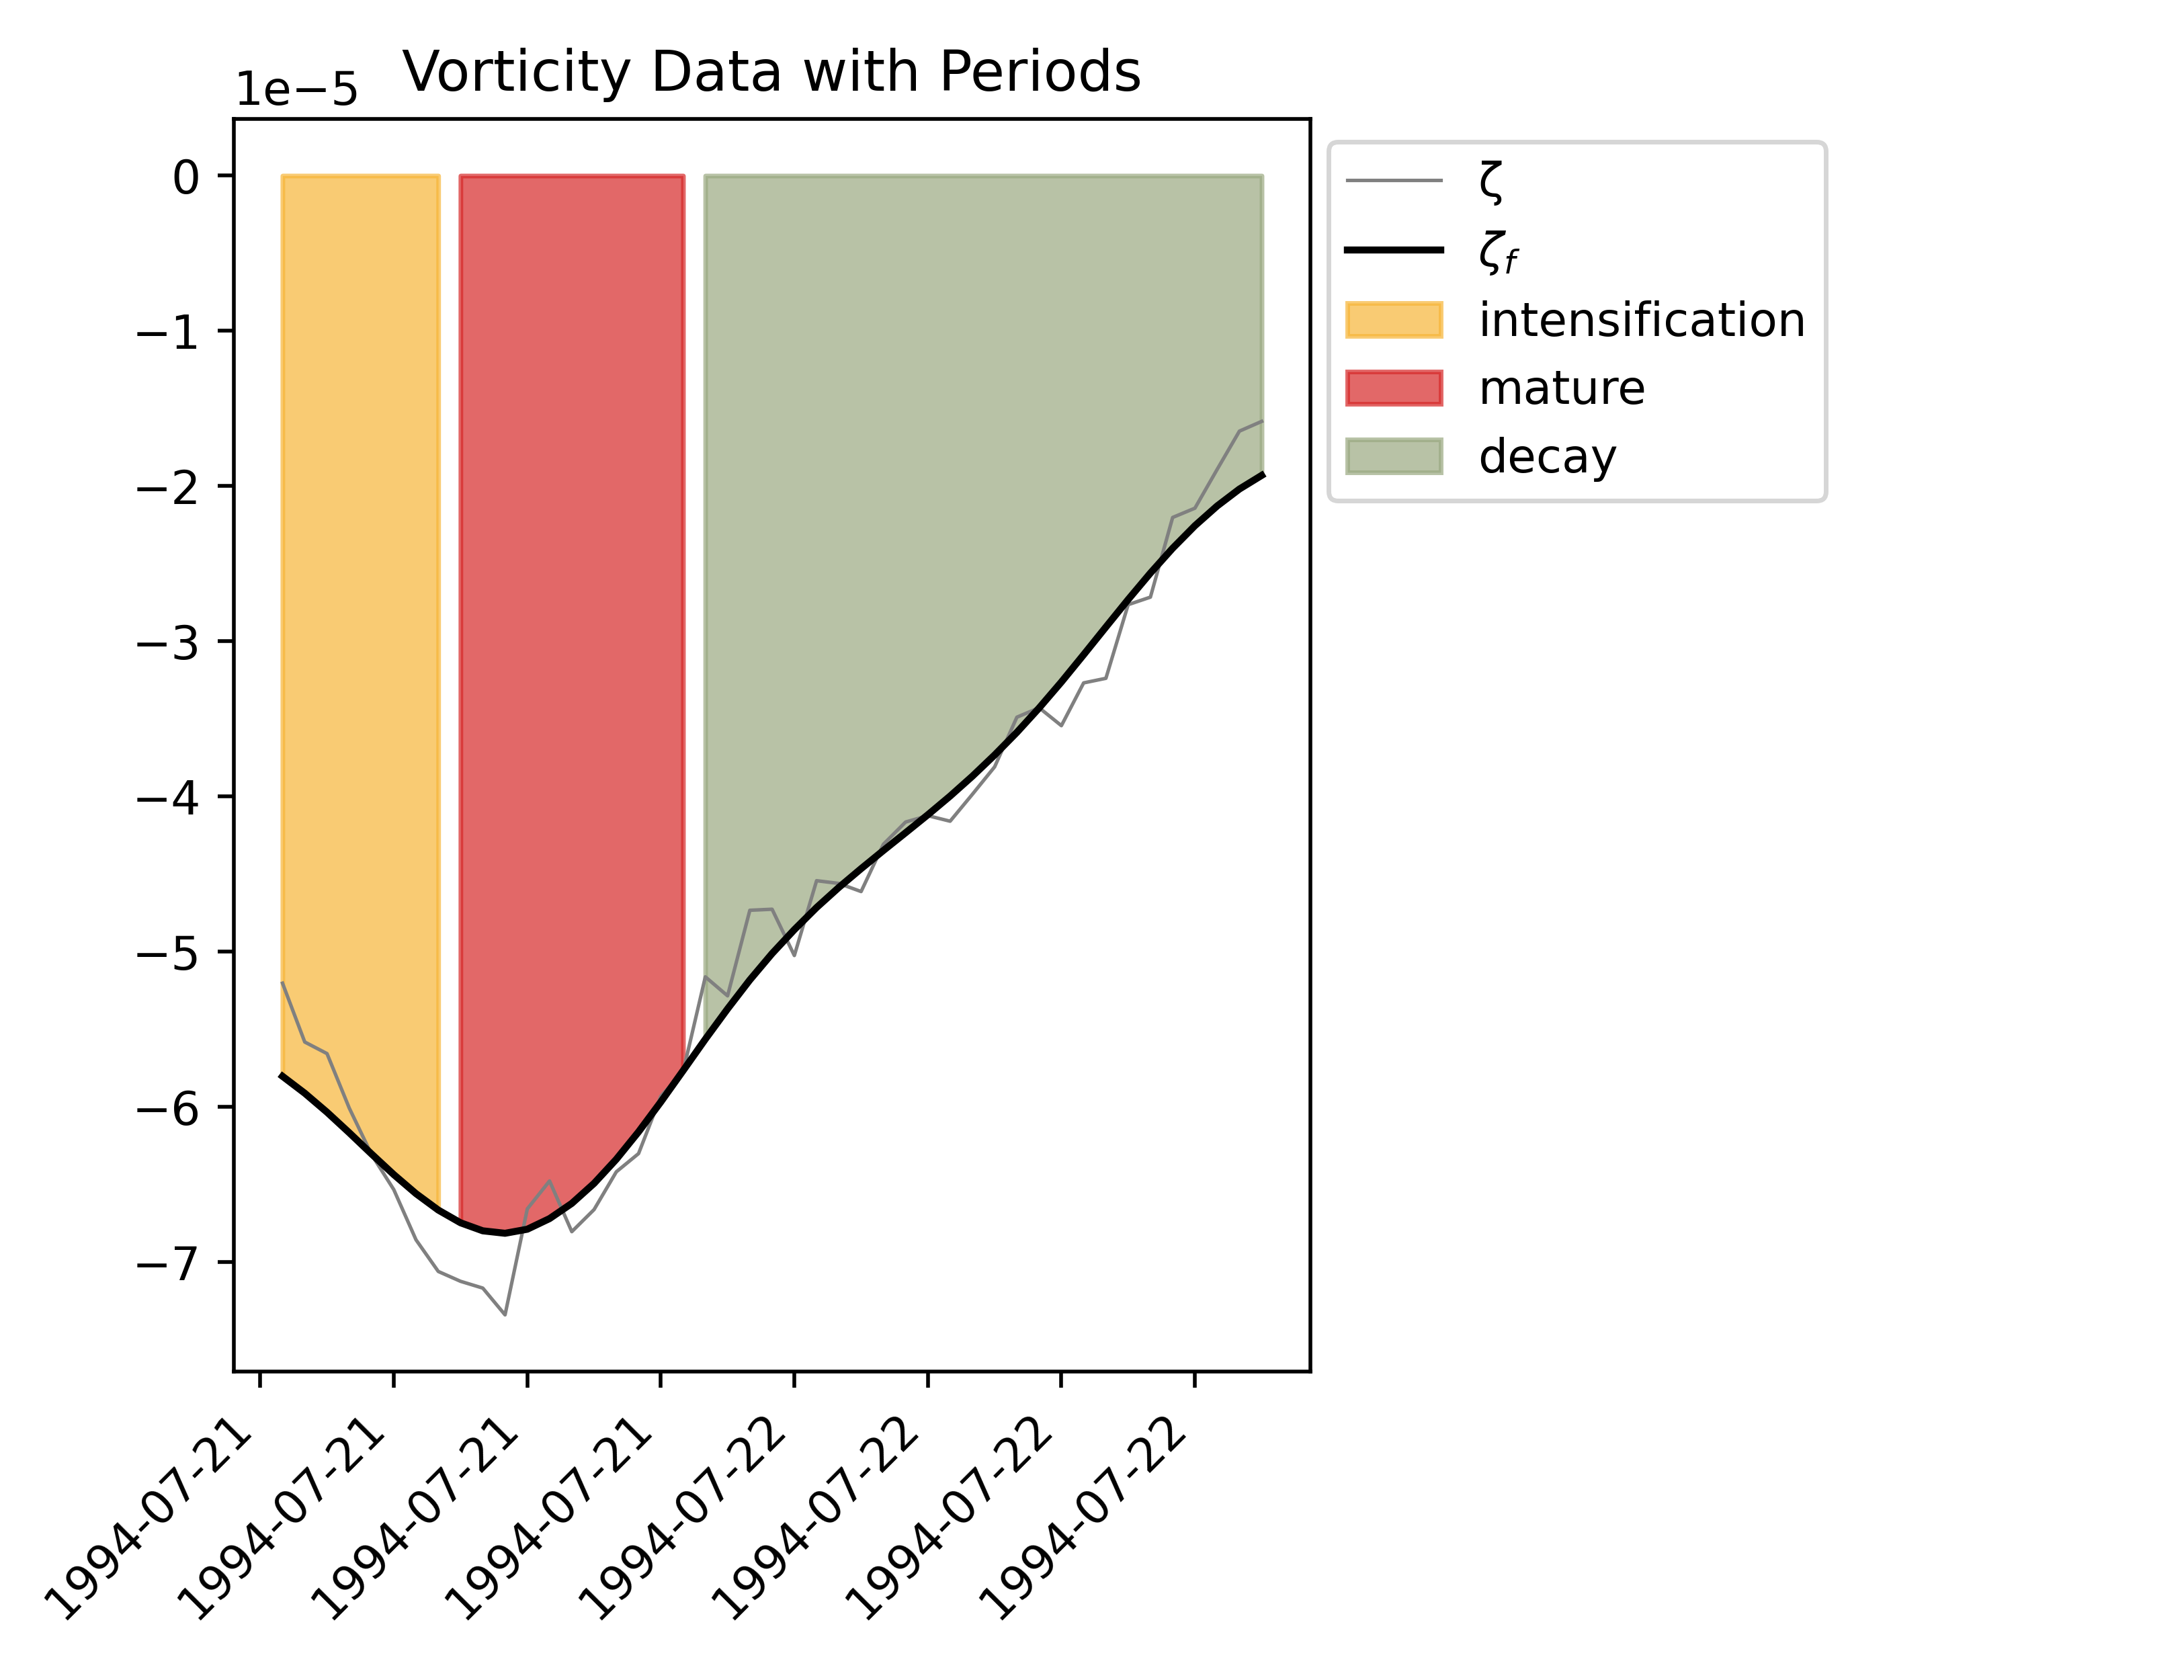 Vorticity Data with Periods
1e−5
0
−1
−2
−3
−4
−5
−6
−7
1994-07-21
1994-07-21
1994-07-21
1994-07-21
1994-07-22
1994-07-22
1994-07-22
1994-07-22
ζ
ζf
intensification
mature
decay